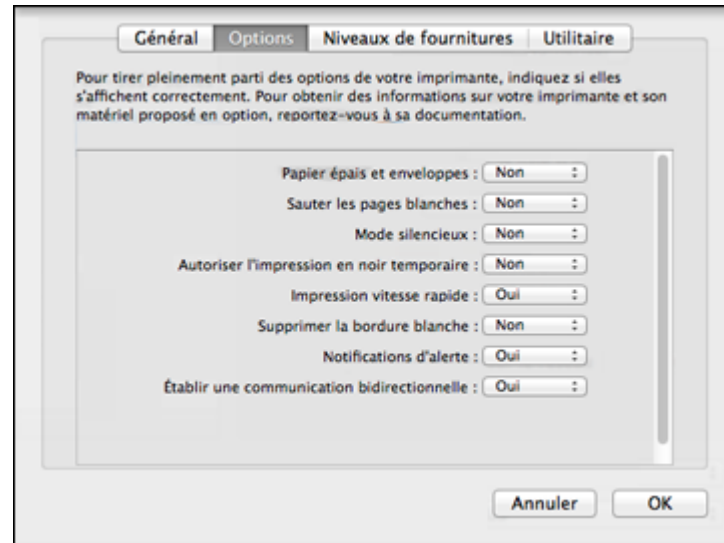 Général Options Niveaux de fournitures Utilitaire
Pour tirer pleinement parti des options de votre imprimante, indiquez si elles
s'affichent correctement. Pour obtenir des informations sur votre imprimante et son
matériel proposé en option, reportez-vous à sa documentation.
Papier épais et enveloppes : Non
Sauter les pages blanches : Non
Mode silencieux : Non
Autoriser l'impression en noir temporaire : Non
Impression vitesse rapide : Oui
Supprimer la bordure blanche : Non
Notifications d'alerte : Oui
Établir une communication bidirectionnelle : Oui
Annuler OK